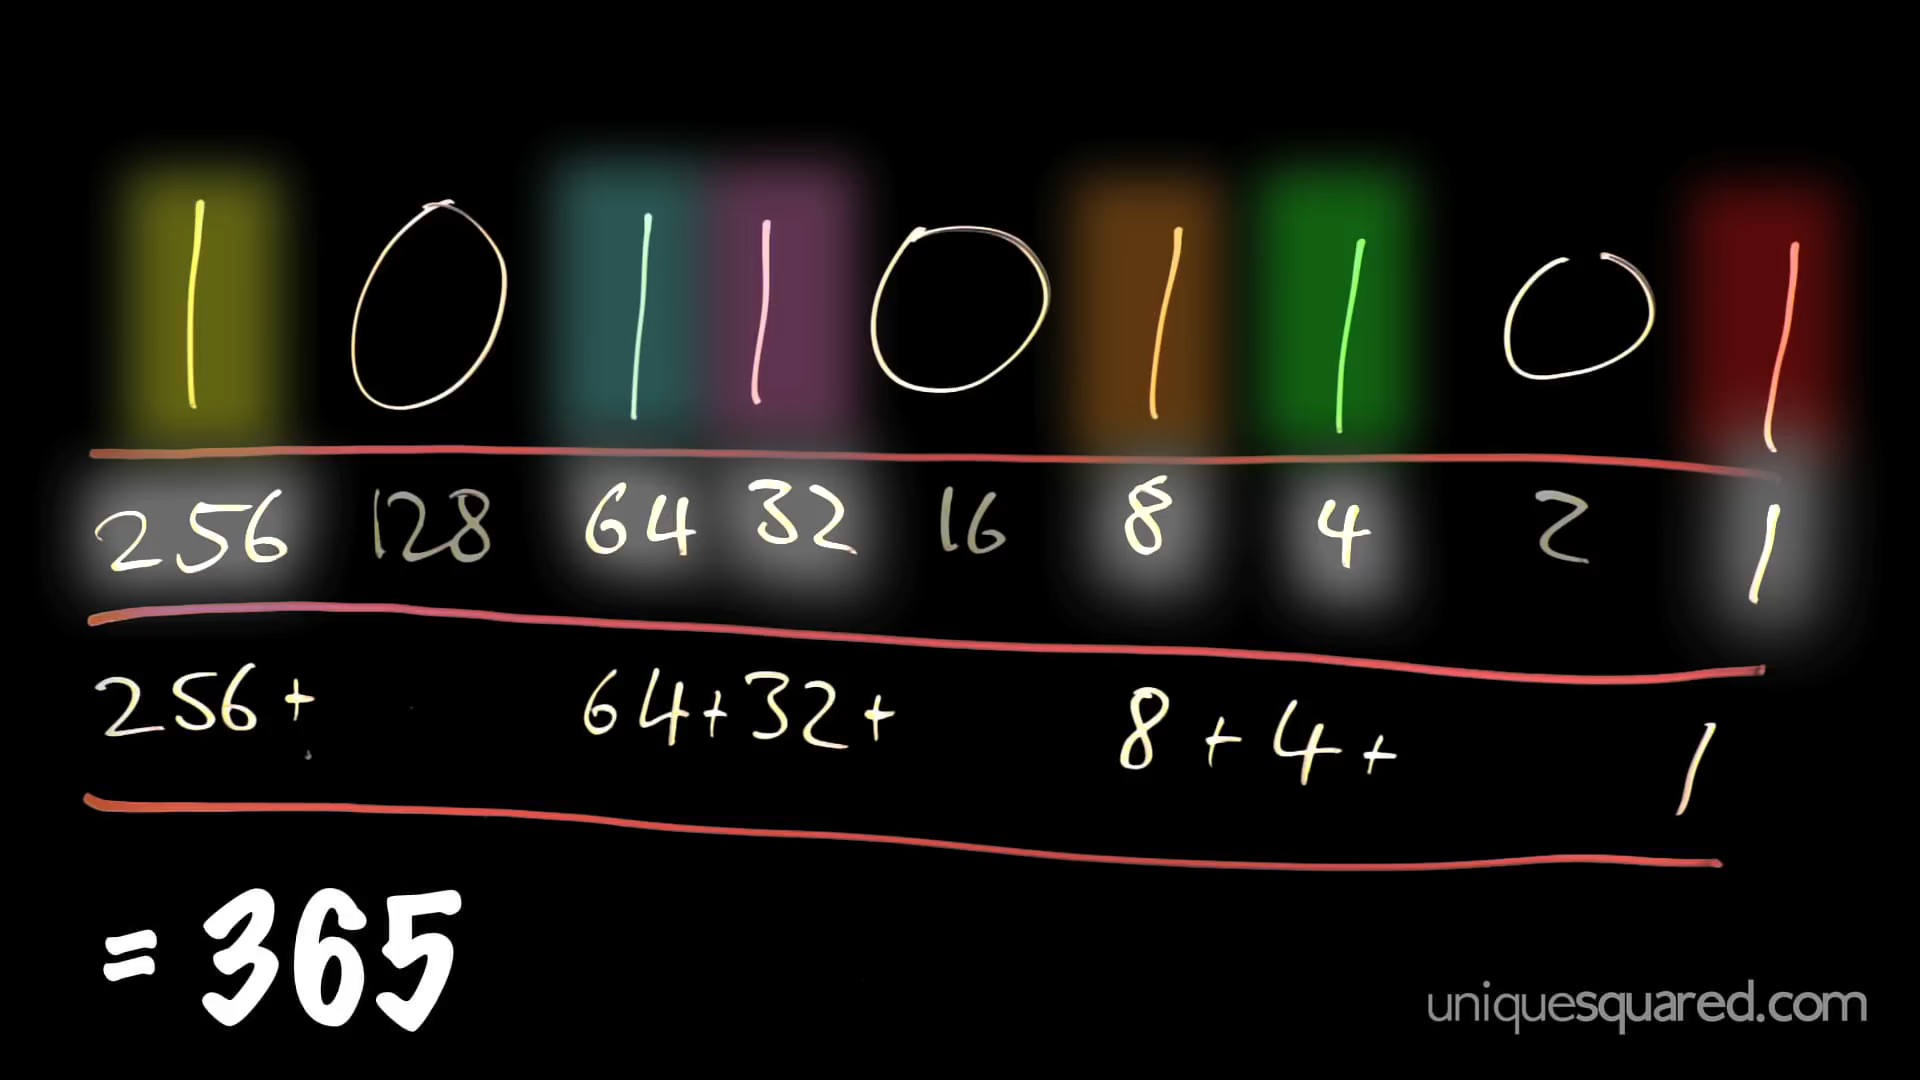 1 0 1 1 0 1 1 0 1
256 128 64 32 16 8 4 2 1
256+ 64+32+ 8+4+ 1
= 365
uniquesquared.com